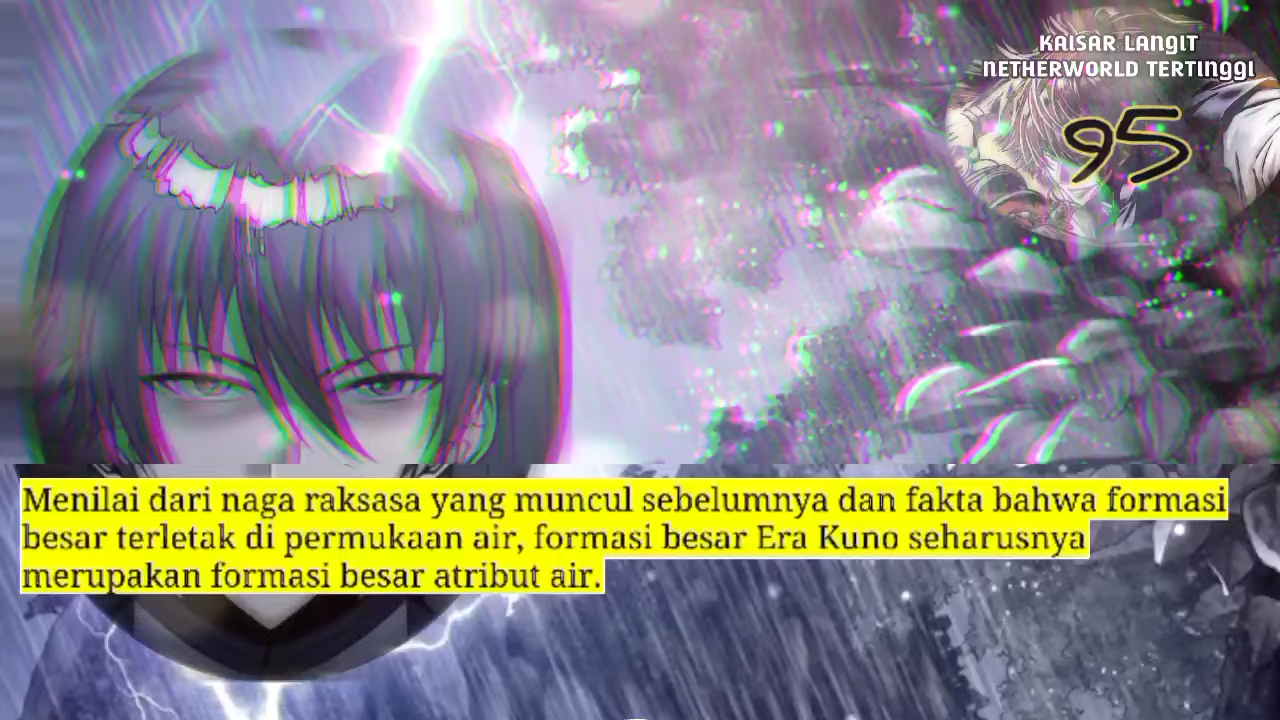 KAISAR LANGIT
NETHERWORLD TERTINGGI
95
Menilai dari naga raksasa yang muncul sebelumnya dan fakta bahwa formasi
besar terletak di permukaan air, formasi besar Era Kuno seharusnya
merupakan formasi besar atribut air.